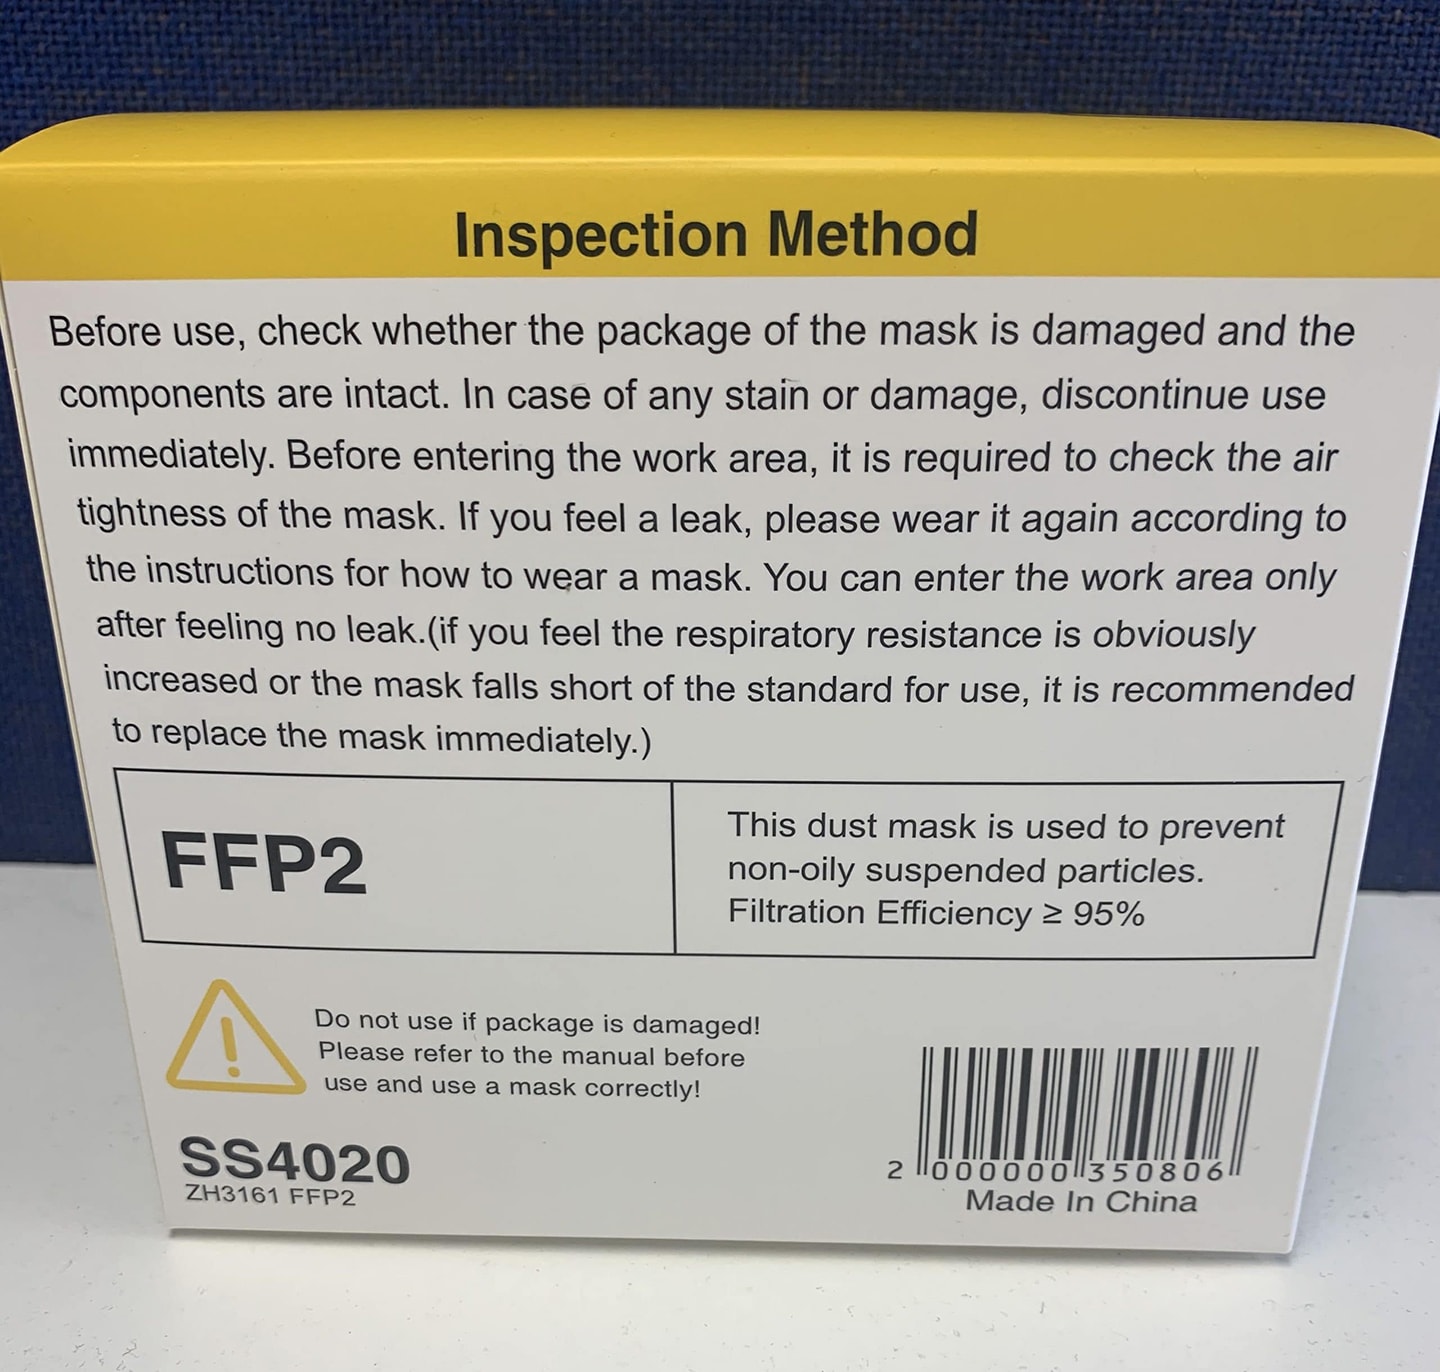 Inspection Method
Before use, check whether the package of the mask is damaged and the
components are intact. In case of any stain or damage, discontinue use
immediately. Before entering the work area, it is required to check the air
tightness of the mask. If you feel a leak, please wear it again according to
the instructions for how to wear a mask. You can enter the work area only
after feeling no leak.(if you feel the respiratory resistance is obviously
increased or the mask falls short of the standard for use, it is recommended
to replace the mask immediately.)
FFP2
This dust mask is used to prevent
non-oily suspended particles.
Filtration Efficiency ≥ 95%
Do not use if package is damaged!
Please refer to the manual before
use and use a mask correctly!
SS4020
ZH3161 FFP2
2 000000 350806
Made In China